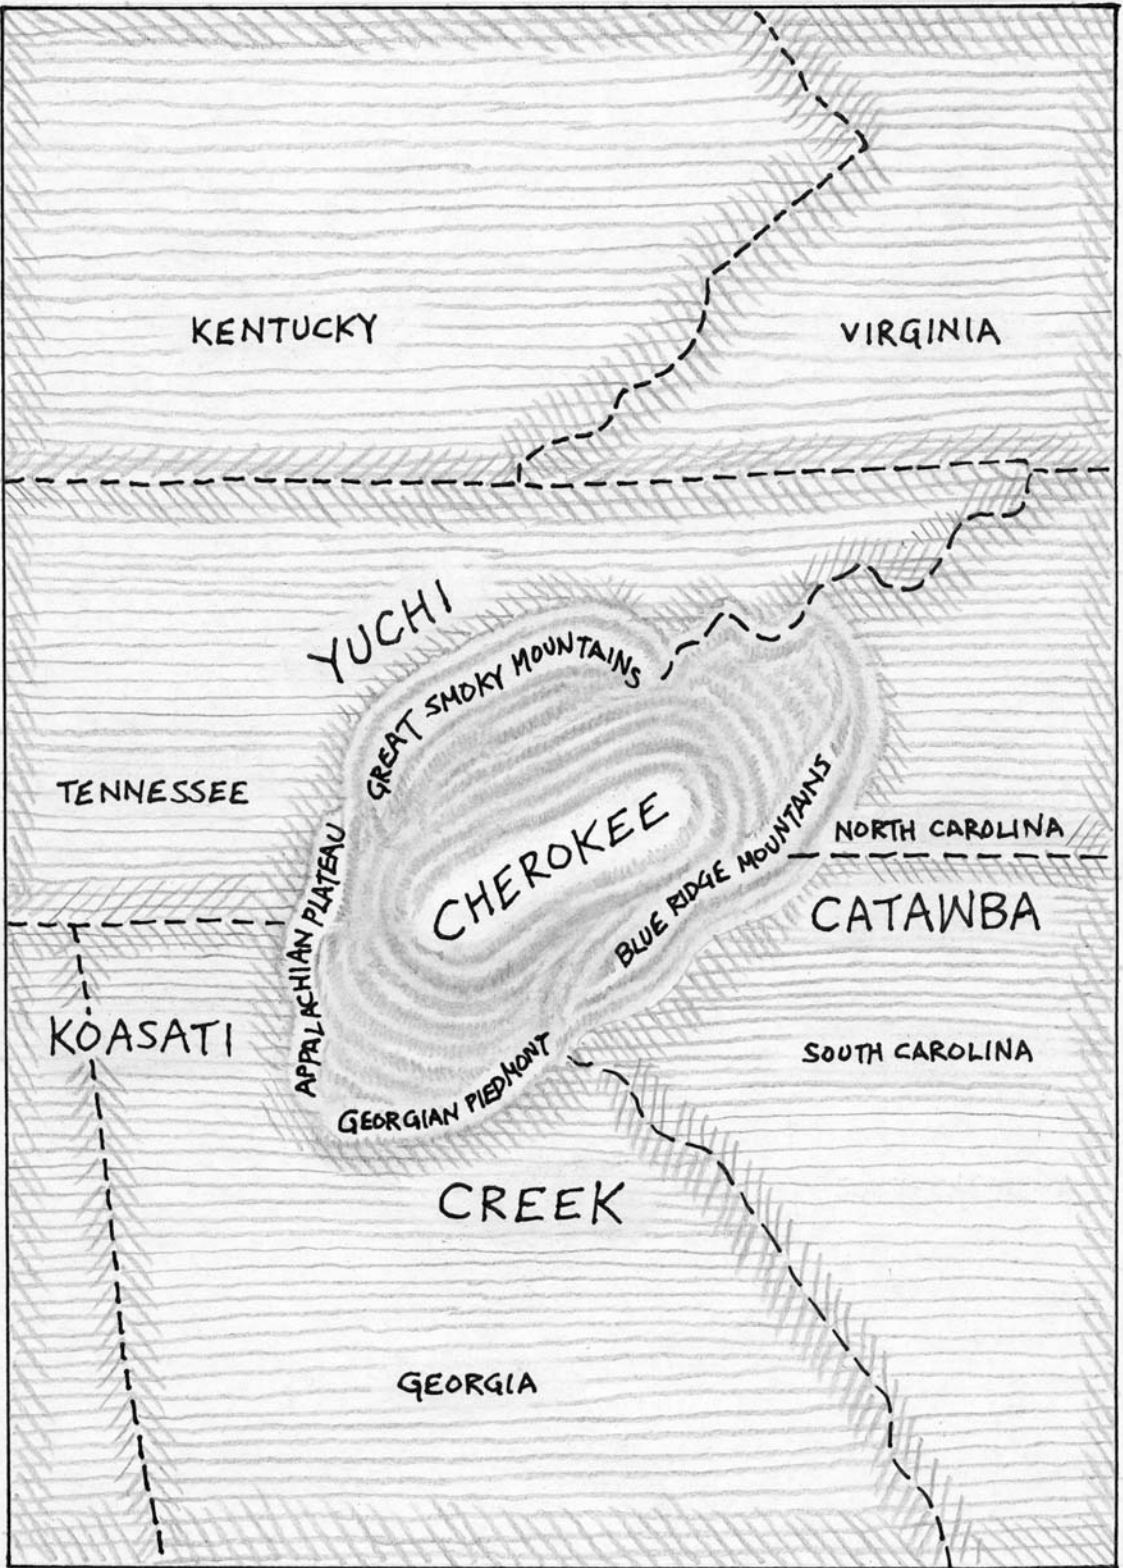 KENTUCKY
VIRGINIA
YUCHI
GREAT SMOKY MOUNTAINS
TENNESSEE
APPALACHIAN PLATEAU
CHEROKEE
BLUE RIDGE MOUNTAINS
NORTH CAROLINA
CATAWBA
KOASATI
SOUTH CAROLINA
GEORGIAN PIEDMONT
CREEK
GEORGIA